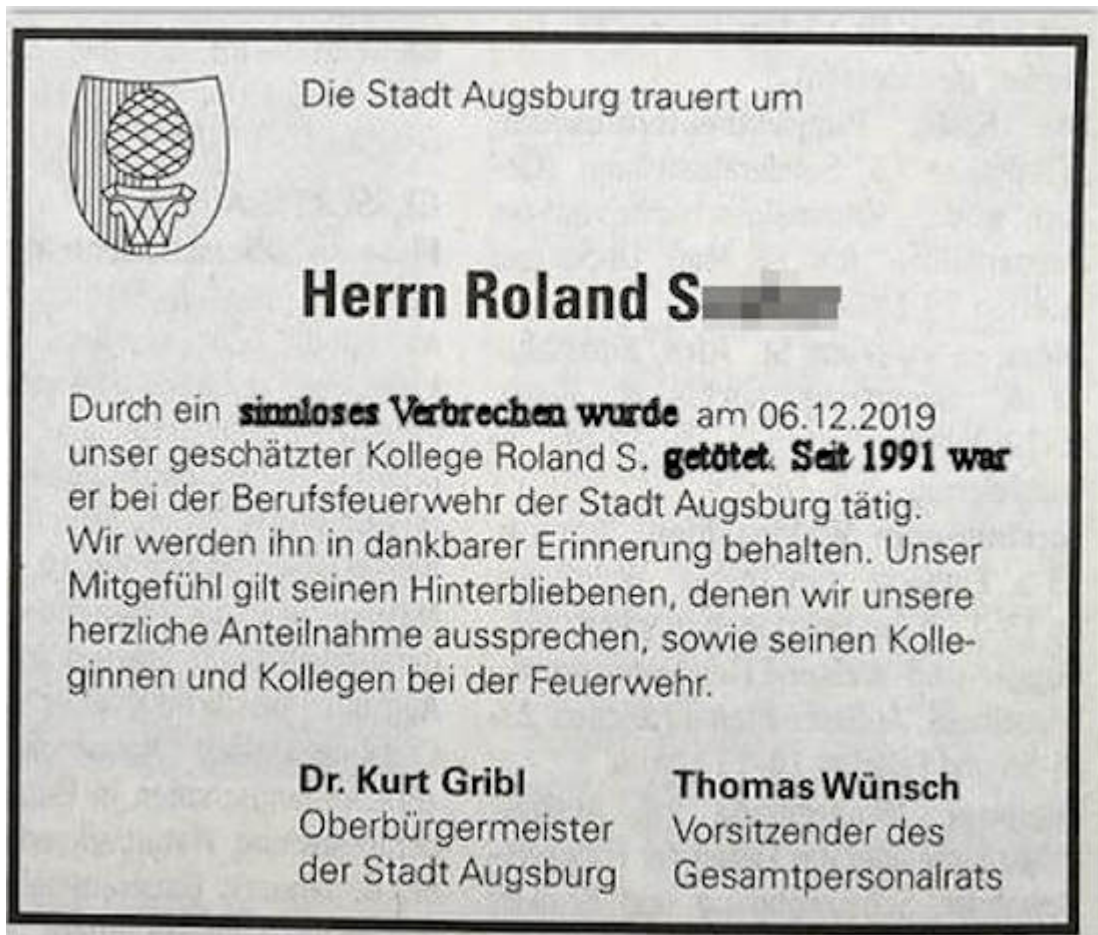 Die Stadt Augsburg trauert um
Herrn Roland S
Durch ein sinnloses Verbrechen wurde am 06.12.2019
unser geschätzter Kollege Roland S. getötet. Seit 1991 war
er bei der Berufsfeuerwehr der Stadt Augsburg tätig.
Wir werden ihn in dankbarer Erinnerung behalten. Unser
Mitgefühl gilt seinen Hinterbliebenen, denen wir unsere
herzliche Anteilnahme aussprechen, sowie seinen Kolle-
ginnen und Kollegen bei der Feuerwehr.
Dr. Kurt Gribl
Oberbürgermeister
der Stadt Augsburg
Thomas Wünsch
Vorsitzender des
Gesamtpersonalrats